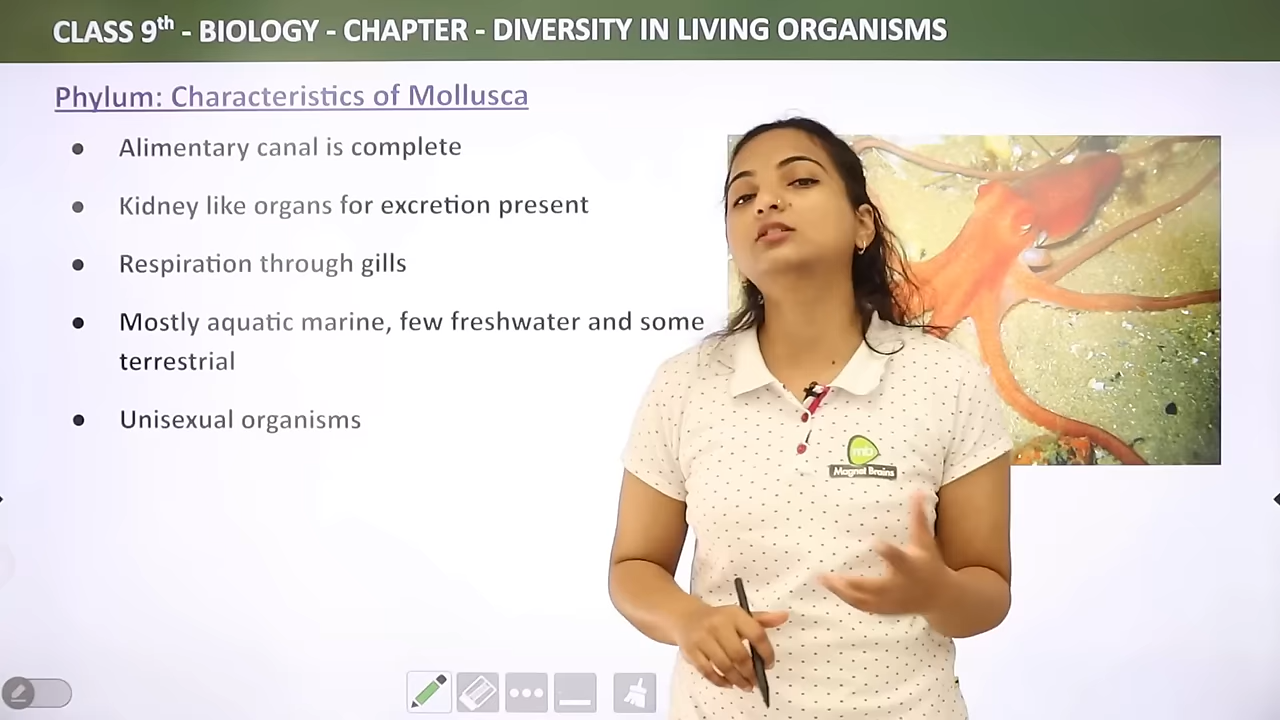 CLASS 9th - BIOLOGY - CHAPTER - DIVERSITY IN LIVING ORGANISMS
Phylum: Characteristics of Mollusca
● Alimentary canal is complete
● Kidney like organs for excretion present
● Respiration through gills
● Mostly aquatic marine, few freshwater and some
terrestrial
● Unisexual organisms
mb
Magnet Brains